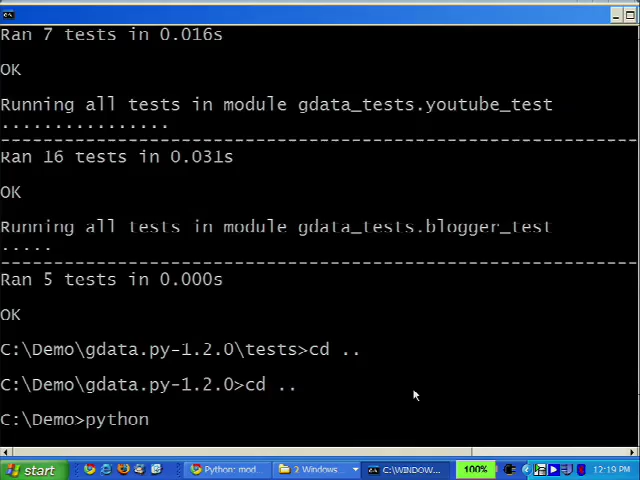 Ran 7 tests in 0.016s
OK
Running all tests in module gdata_tests.youtube_test
................
----------------------------------------------------------------------
Ran 16 tests in 0.031s
OK
Running all tests in module gdata_tests.blogger_test
.....
----------------------------------------------------------------------
Ran 5 tests in 0.000s
OK
C:\Demo\gdata.py-1.2.0\tests>cd ..
C:\Demo\gdata.py-1.2.0>cd ..
C:\Demo>python
start
Python: mod...
2 Windows
C:\WINDOW...
100%
12:19 PM